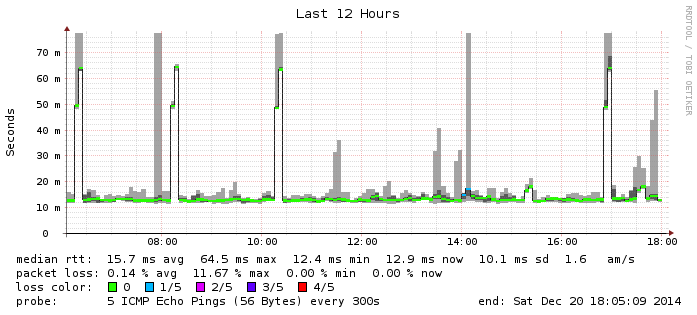 Last 12 Hours
RRDTOOL / TOBI OETIKER
Seconds
70 m
60 m
50 m
40 m
30 m
20 m
10 m
0
08:00 10:00 12:00 14:00 16:00 18:00
median rtt: 15.7 ms avg 64.5 ms max 12.4 ms min 12.9 ms now 10.1 ms sd 1.6 am/s
packet loss: 0.14 % avg 11.67 % max 0.00 % min 0.00 % now
loss color: 0 1/5 2/5 3/5 4/5
probe: 5 ICMP Echo Pings (56 Bytes) every 300s end: Sat Dec 20 18:05:09 2014